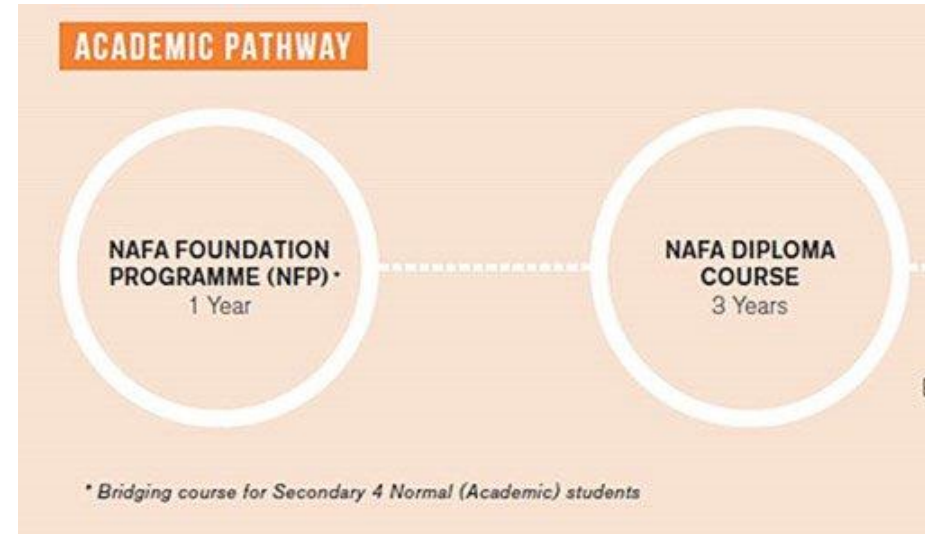 ACADEMIC PATHWAY
NAFA FOUNDATION
PROGRAMME (NFP) *
1 Year
NAFA DIPLOMA
COURSE
3 Years
* Bridging course for Secondary 4 Normal (Academic) students